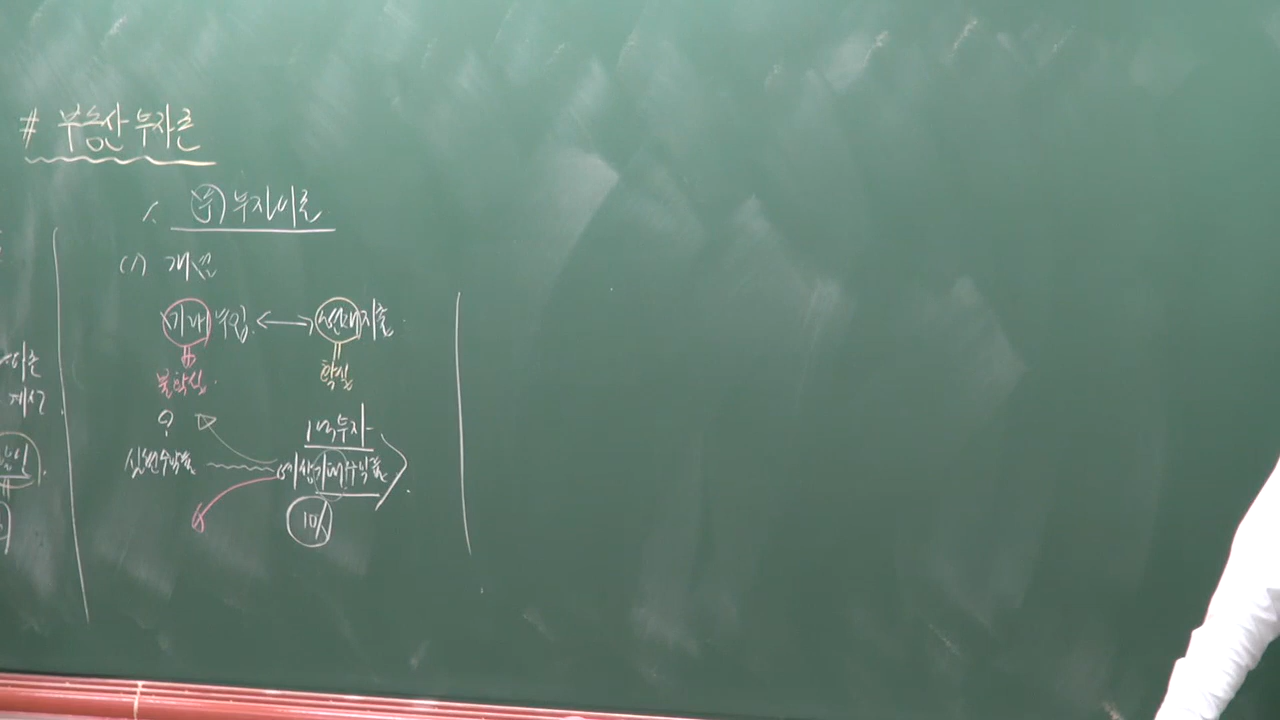 # 부동산 투자론
1. (부) 투자이론
(1) 개념
기대수입 ↔ 현재지출
불확실 확실
?
1억 투자
실현수익률 예상(기대)수익률
10%